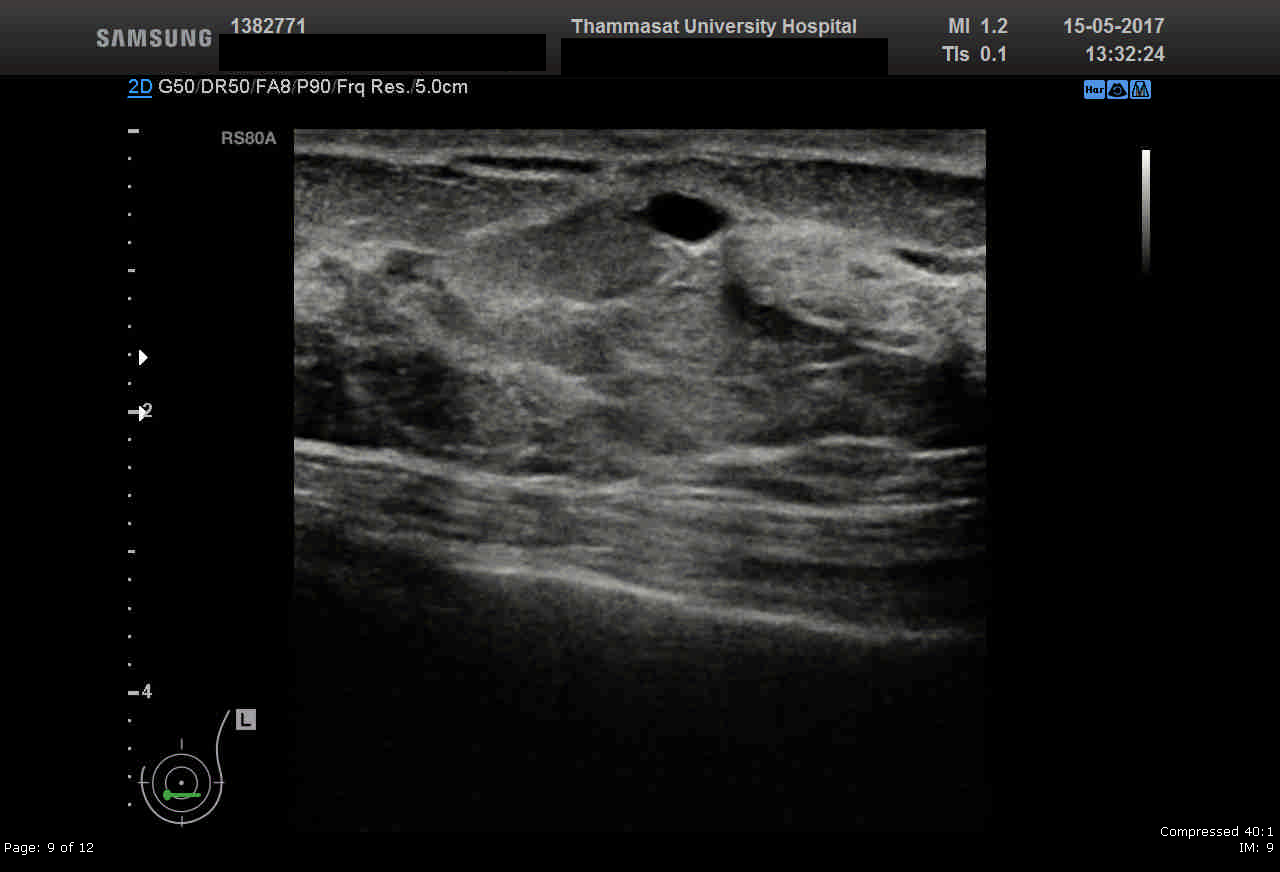 SAMSUNG
1382771
Thammasat University Hospital
MI 1.2
15-05-2017
TIs 0.1
13:32:24
2D G50/DR50/FA8/P90/Frq Res./5.0cm
Har
RS80A
2
4
L
Compressed 40:1
Page: 9 of 12
IM: 9